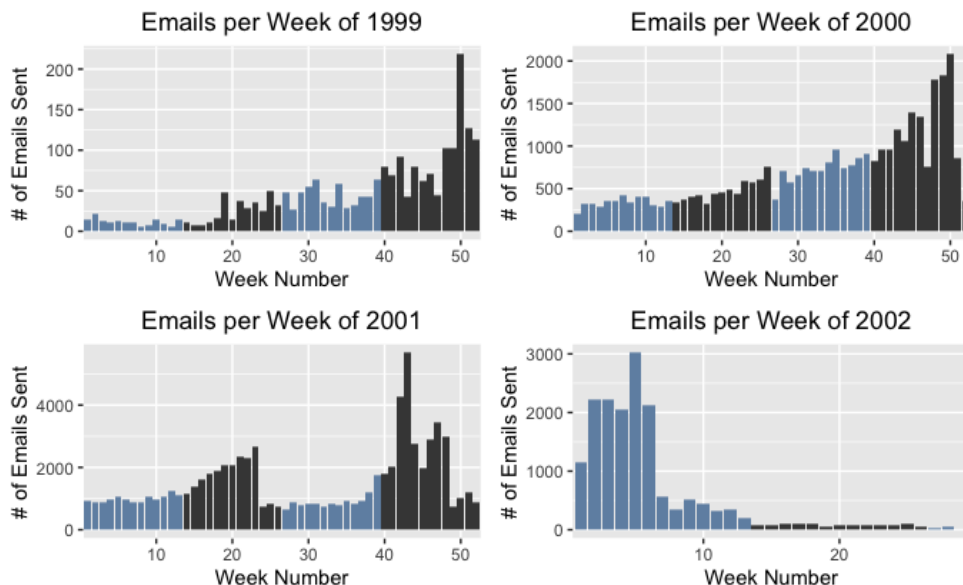 Emails per Week of 1999
# of Emails Sent
200
150
100
50
0
10 20 30 40 50
Week Number
Emails per Week of 2000
# of Emails Sent
2000
1500
1000
500
0
10 20 30 40 50
Week Number
Emails per Week of 2001
# of Emails Sent
4000
2000
0
10 20 30 40 50
Week Number
Emails per Week of 2002
# of Emails Sent
3000
2000
1000
0
10 20
Week Number